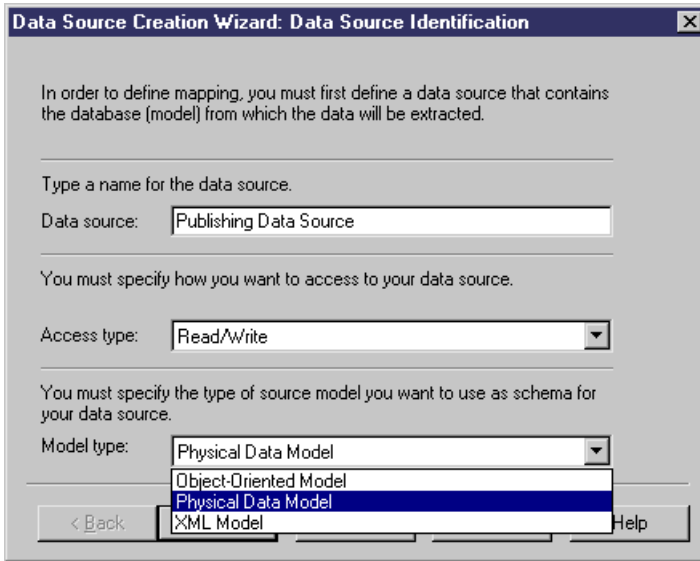 Data Source Creation Wizard: Data Source Identification
In order to define mapping, you must first define a data source that contains
the database (model) from which the data will be extracted.
Type a name for the data source.
Data source: Publishing Data Source
You must specify how you want to access to your data source.
Access type: Read/Write
You must specify the type of source model you want to use as schema for
your data source.
Model type: Physical Data Model
Object-Oriented Model
Physical Data Model
XML Model
< Back
Help